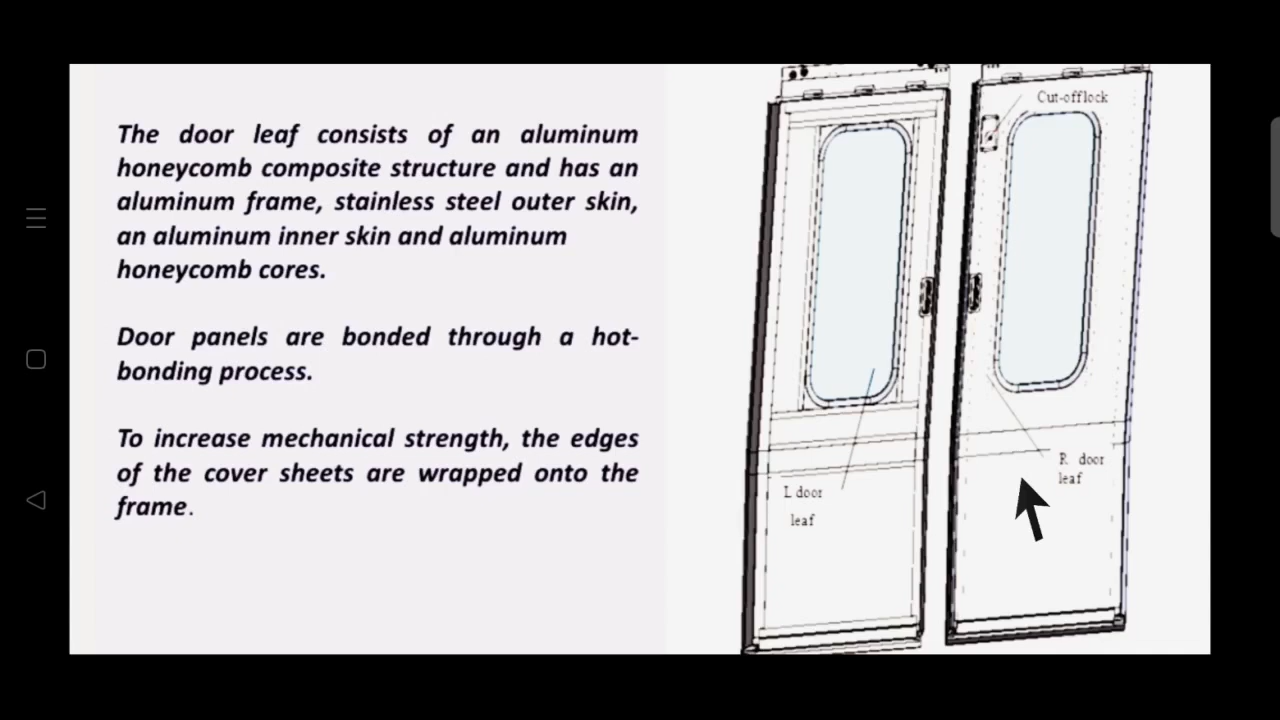 The door leaf consists of an aluminum
honeycomb composite structure and has an
aluminum frame, stainless steel outer skin,
an aluminum inner skin and aluminum
honeycomb cores.
Door panels are bonded through a hot-
bonding process.
To increase mechanical strength, the edges
of the cover sheets are wrapped onto the
frame.
Cut-offlock
R door
leaf
L door
leaf